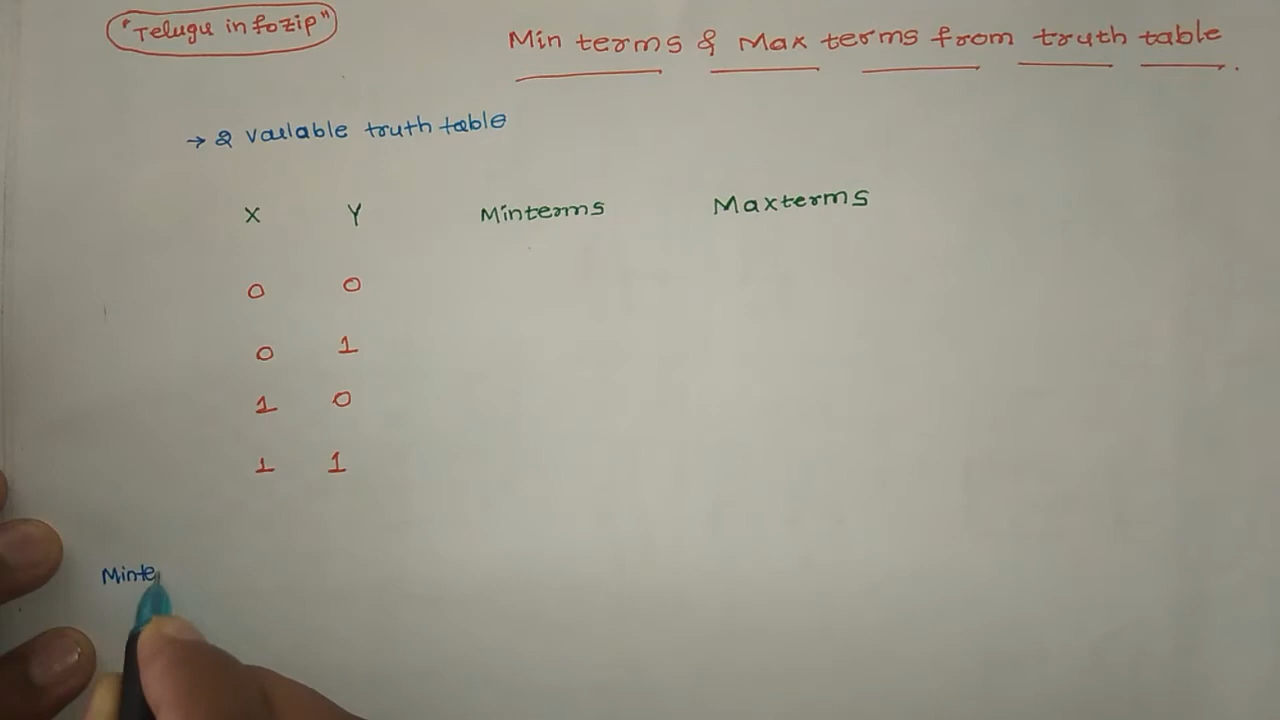 "Telugu infozip"
Min terms & Max terms from truth table.
→ 2 variable truth table
X Y Minterms Maxterms
0 0
0 1
1 0
1 1
Minte